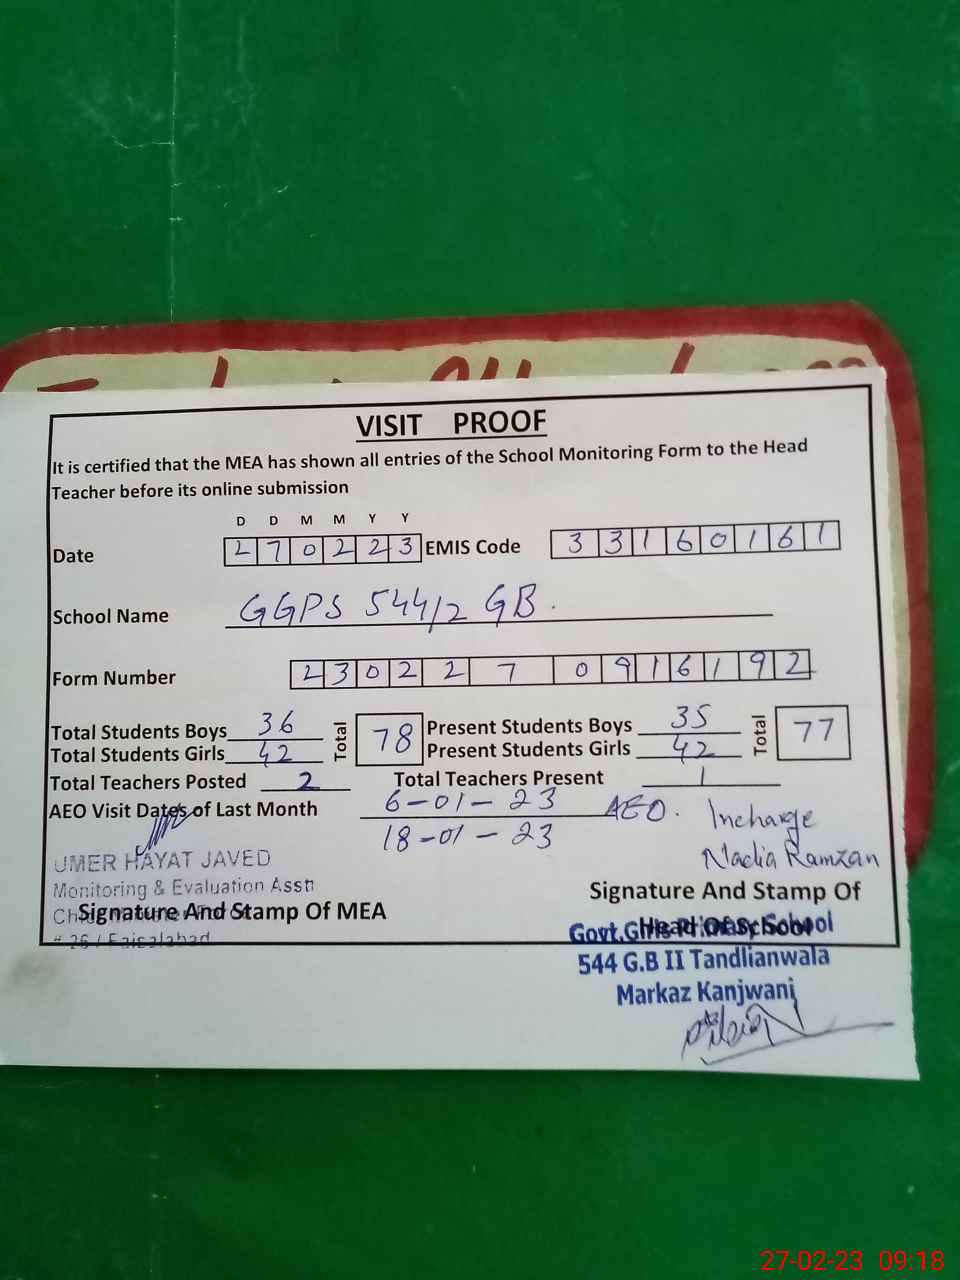 VISIT PROOF
It is certified that the MEA has shown all entries of the School Monitoring Form to the Head
Teacher before its online submission
D D M M Y Y
Date 2 7 0 2 2 3 EMIS Code 3 3 1 6 0 1 6 1
School Name GGPS 544/2 GB.
Form Number 2 3 0 2 2 7 0 9 1 6 1 9 2
Total Students Boys 36 Total 78 Present Students Boys 35 Total 77
Total Students Girls 42 Present Students Girls 42
Total Teachers Posted 2 Total Teachers Present 1
AEO Visit Dates of Last Month 6-01-23 AEO. Incharge
18-01-23 Nadia Ramzan
UMER HAYAT JAVED
Monitoring & Evaluation Asstt
Signature And Stamp Of MEA
# 26 / Faisalabad
Signature And Stamp Of
Head Of School
Govt. Girls Primary School
544 G.B II Tandlianwala
Markaz Kanjwani
27-02-23 09:18